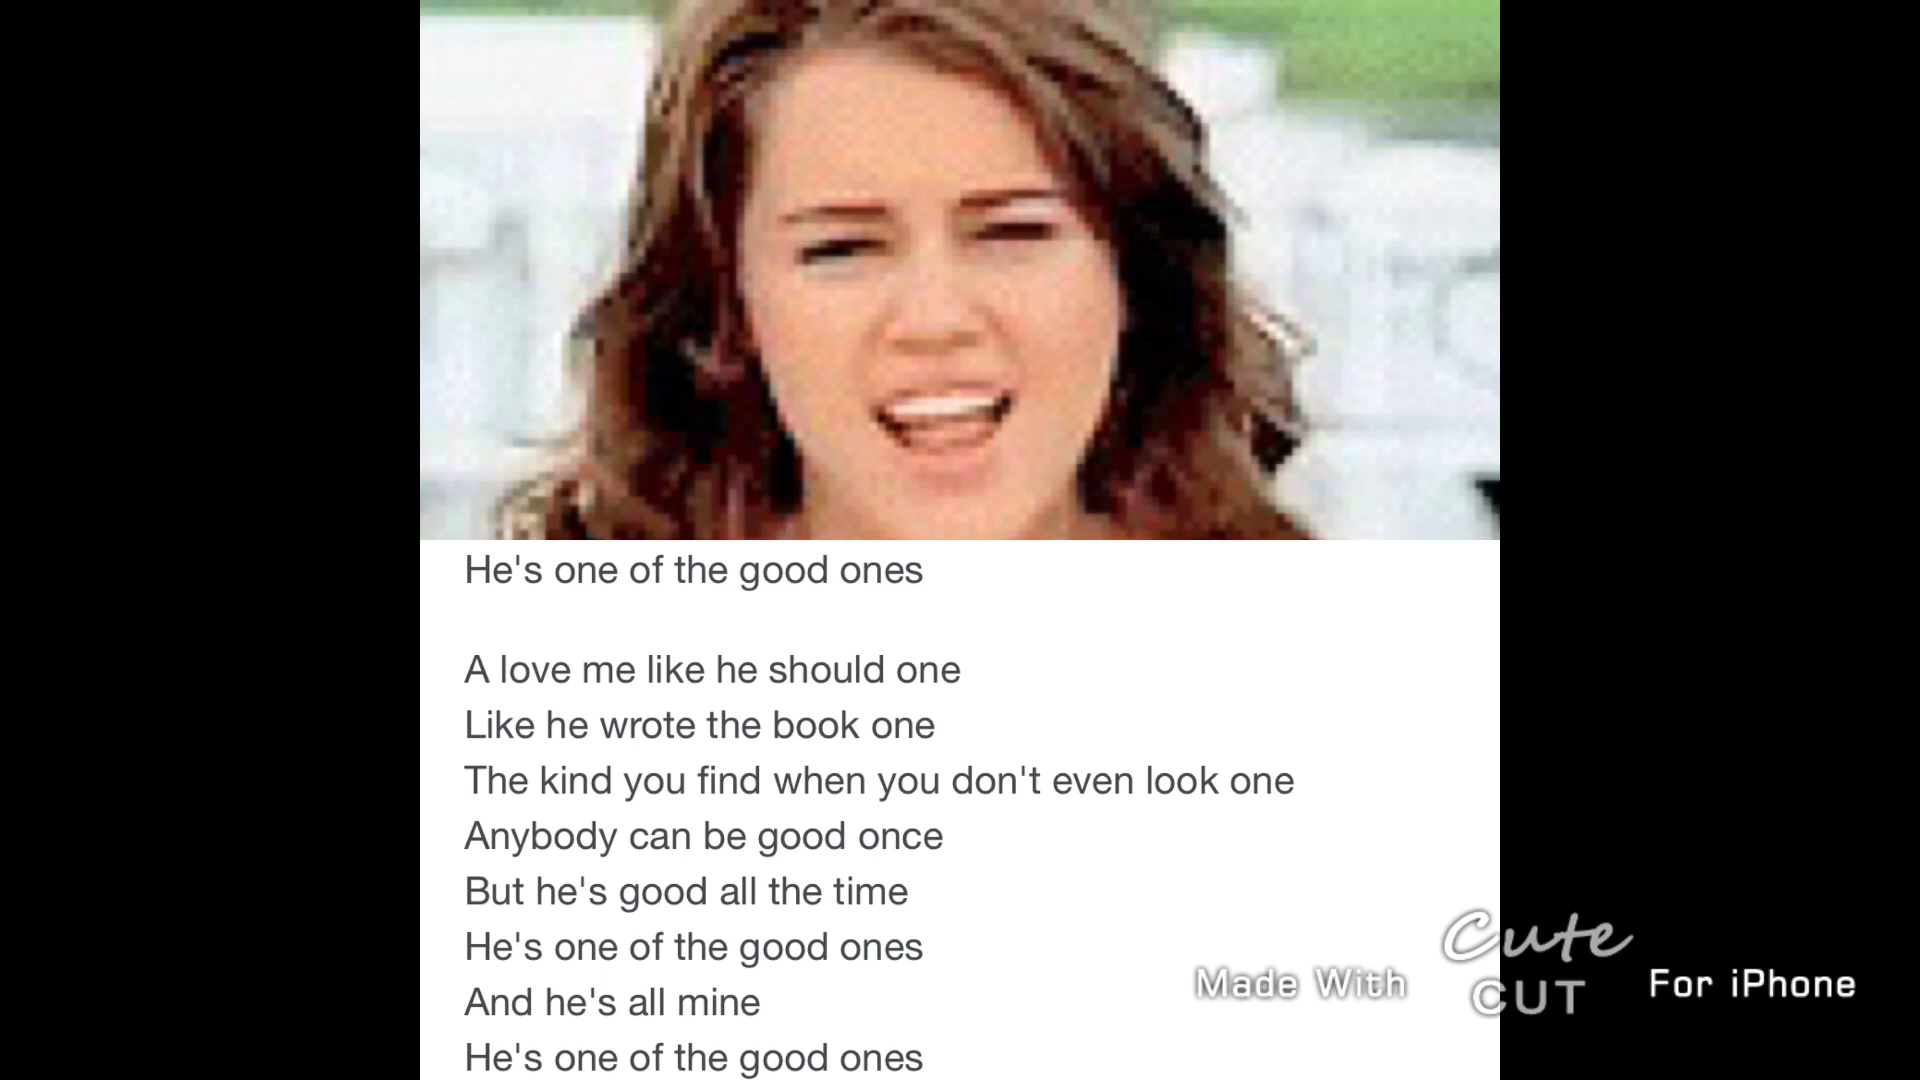 He's one of the good ones
A love me like he should one
Like he wrote the book one
The kind you find when you don't even look one
Anybody can be good once
But he's good all the time
He's one of the good ones
And he's all mine
He's one of the good ones
Made With Cute CUT For iPhone